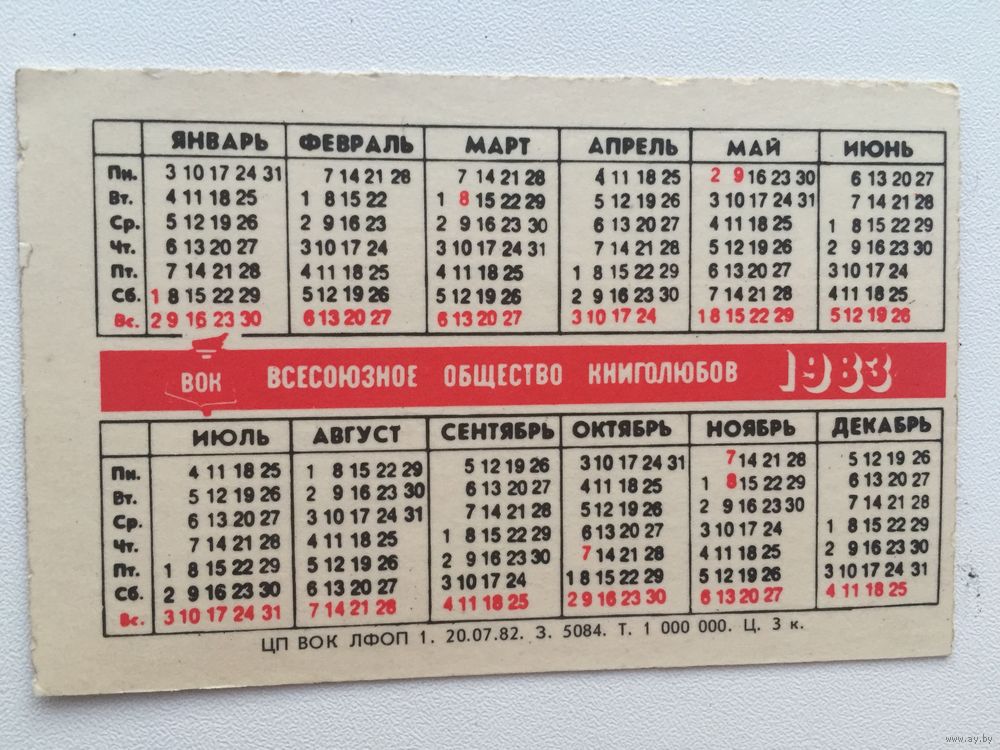 ЯНВАРЬ ФЕВРАЛЬ МАРТ АПРЕЛЬ МАЙ ИЮНЬ
Пн. 3 10 17 24 31 7 14 21 28 7 14 21 28 4 11 18 25 2 9 16 23 30 6 13 20 27
Вт. 4 11 18 25 1 8 15 22 1 8 15 22 29 5 12 19 26 3 10 17 24 31 7 14 21 28
Ср. 5 12 19 26 2 9 16 23 2 9 16 23 30 6 13 20 27 4 11 18 25 1 8 15 22 29
Чт. 6 13 20 27 3 10 17 24 3 10 17 24 31 7 14 21 28 5 12 19 26 2 9 16 23 30
Пт. 7 14 21 28 4 11 18 25 4 11 18 25 1 8 15 22 29 6 13 20 27 3 10 17 24
Сб. 1 8 15 22 29 5 12 19 26 5 12 19 26 2 9 16 23 30 7 14 21 28 4 11 18 25
Вс. 2 9 16 23 30 6 13 20 27 6 13 20 27 3 10 17 24 1 8 15 22 29 5 12 19 26
ВОК ВСЕСОЮЗНОЕ ОБЩЕСТВО КНИГОЛЮБОВ 1983
ИЮЛЬ АВГУСТ СЕНТЯБРЬ ОКТЯБРЬ НОЯБРЬ ДЕКАБРЬ
Пн. 4 11 18 25 1 8 15 22 29 5 12 19 26 3 10 17 24 31 7 14 21 28 5 12 19 26
Вт. 5 12 19 26 2 9 16 23 30 6 13 20 27 4 11 18 25 1 8 15 22 29 6 13 20 27
Ср. 6 13 20 27 3 10 17 24 31 7 14 21 28 5 12 19 26 2 9 16 23 30 7 14 21 28
Чт. 7 14 21 28 4 11 18 25 1 8 15 22 29 6 13 20 27 3 10 17 24 1 8 15 22 29
Пт. 1 8 15 22 29 5 12 19 26 2 9 16 23 30 7 14 21 28 4 11 18 25 2 9 16 23 30
Сб. 2 9 16 23 30 6 13 20 27 3 10 17 24 1 8 15 22 29 5 12 19 26 3 10 17 24 31
Вс. 3 10 17 24 31 7 14 21 28 4 11 18 25 2 9 16 23 30 6 13 20 27 4 11 18 25
ЦП ВОК ЛФОП 1. 20.07.82. З. 5084. Т. 1 000 000. Ц. 3 к.
www.ay.by